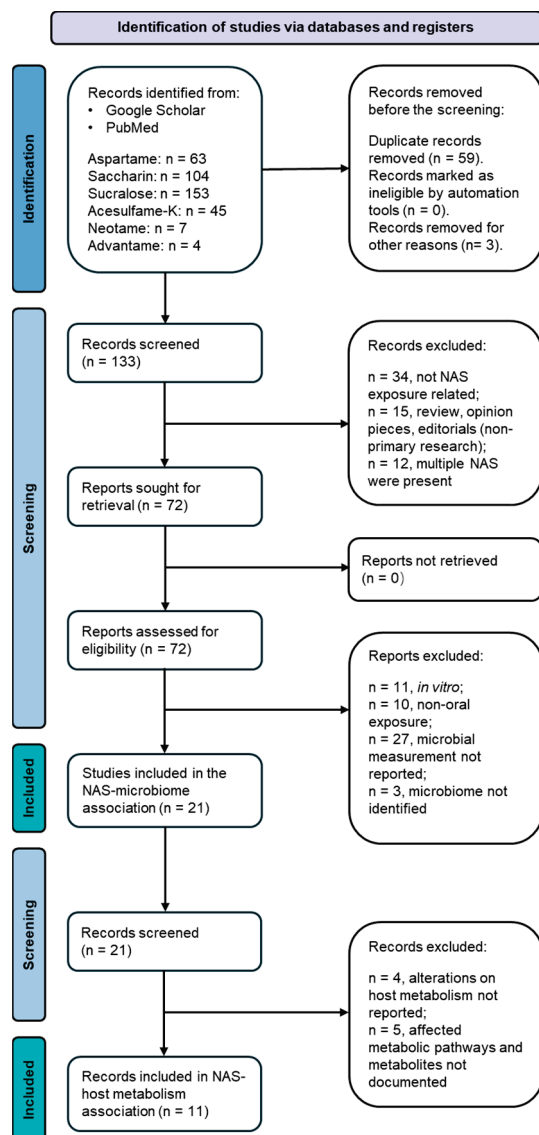 Identification of studies via databases and registers
Identification
Records identified from:
• Google Scholar
• PubMed
Aspartame: n = 63
Saccharin: n = 104
Sucralose: n = 153
Acesulfame-K: n = 45
Neotame: n = 7
Advantame: n = 4
Records removed
before the screening:
Duplicate records
removed (n = 59).
Records marked as
ineligible by automation
tools (n = 0).
Records removed for
other reasons (n= 3).
Screening
Records screened
(n = 133)
Records excluded:
n = 34, not NAS
exposure related;
n = 15, review, opinion
pieces, editorials (non-
primary research);
n = 12, multiple NAS
were present
Reports sought for
retrieval (n = 72)
Reports not retrieved
(n = 0)
Reports assessed for
eligibility (n = 72)
Reports excluded:
n = 11, in vitro;
n = 10, non-oral
exposure;
n = 27, microbial
measurement not
reported;
n = 3, microbiome not
identified
Included
Studies included in the
NAS-microbiome
association (n = 21)
Screening
Records screened
(n = 21)
Records excluded:
n = 4, alterations on
host metabolism not
reported;
n = 5, affected
metabolic pathways and
metabolites not
documented
Included
Records included in NAS-
host metabolism
association (n = 11)